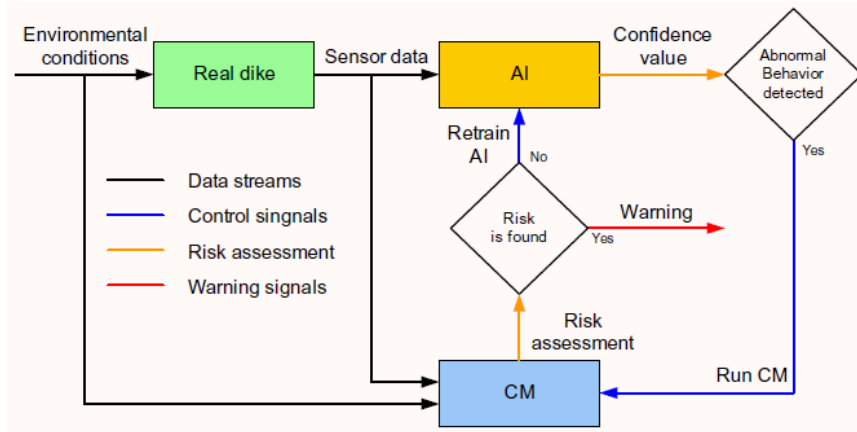 Environmental
conditions
Real dike
Sensor data
AI
Confidence
value
Abnormal
Behavior
detected
Yes
Retrain
AI
No
Data streams
Control singnals
Risk assessment
Warning signals
Risk
is found
Yes
Warning
Risk
assessment
CM
Run CM